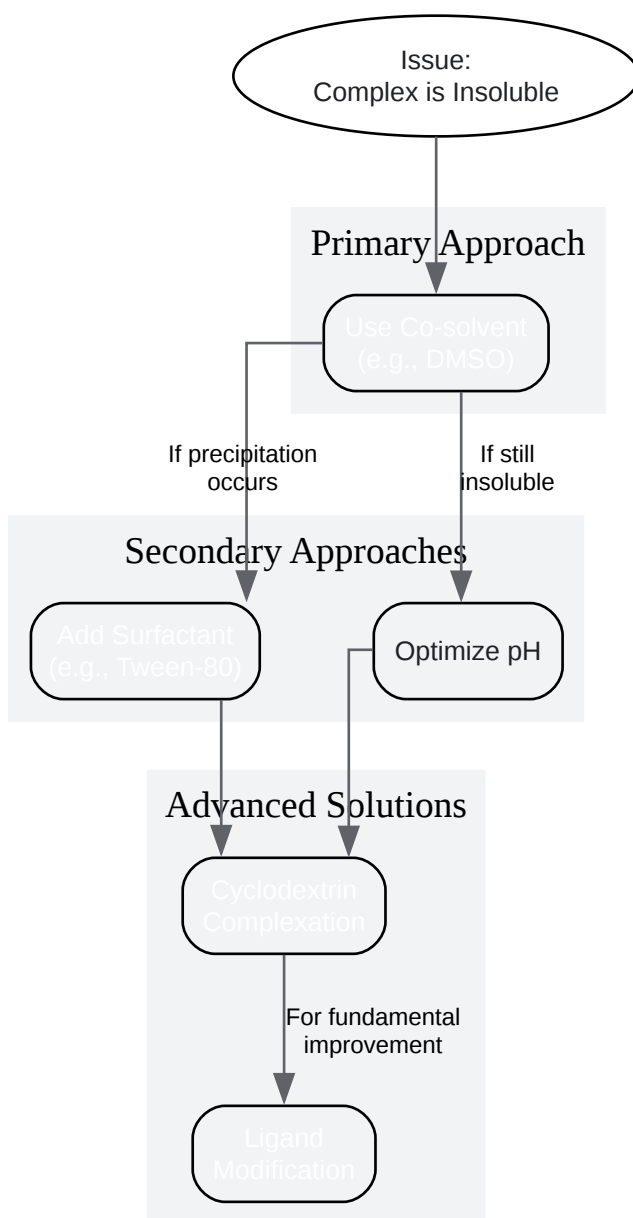 Issue:
Complex is Insoluble
Primary Approach
Use Co-solvent
(e.g., DMSO)
If precipitation
occurs
If still
insoluble
Secondary Approaches
Add Surfactant
(e.g., Tween-80)
Optimize pH
Advanced Solutions
Cyclodextrin
Complexation
For fundamental
improvement
Ligand
Modification